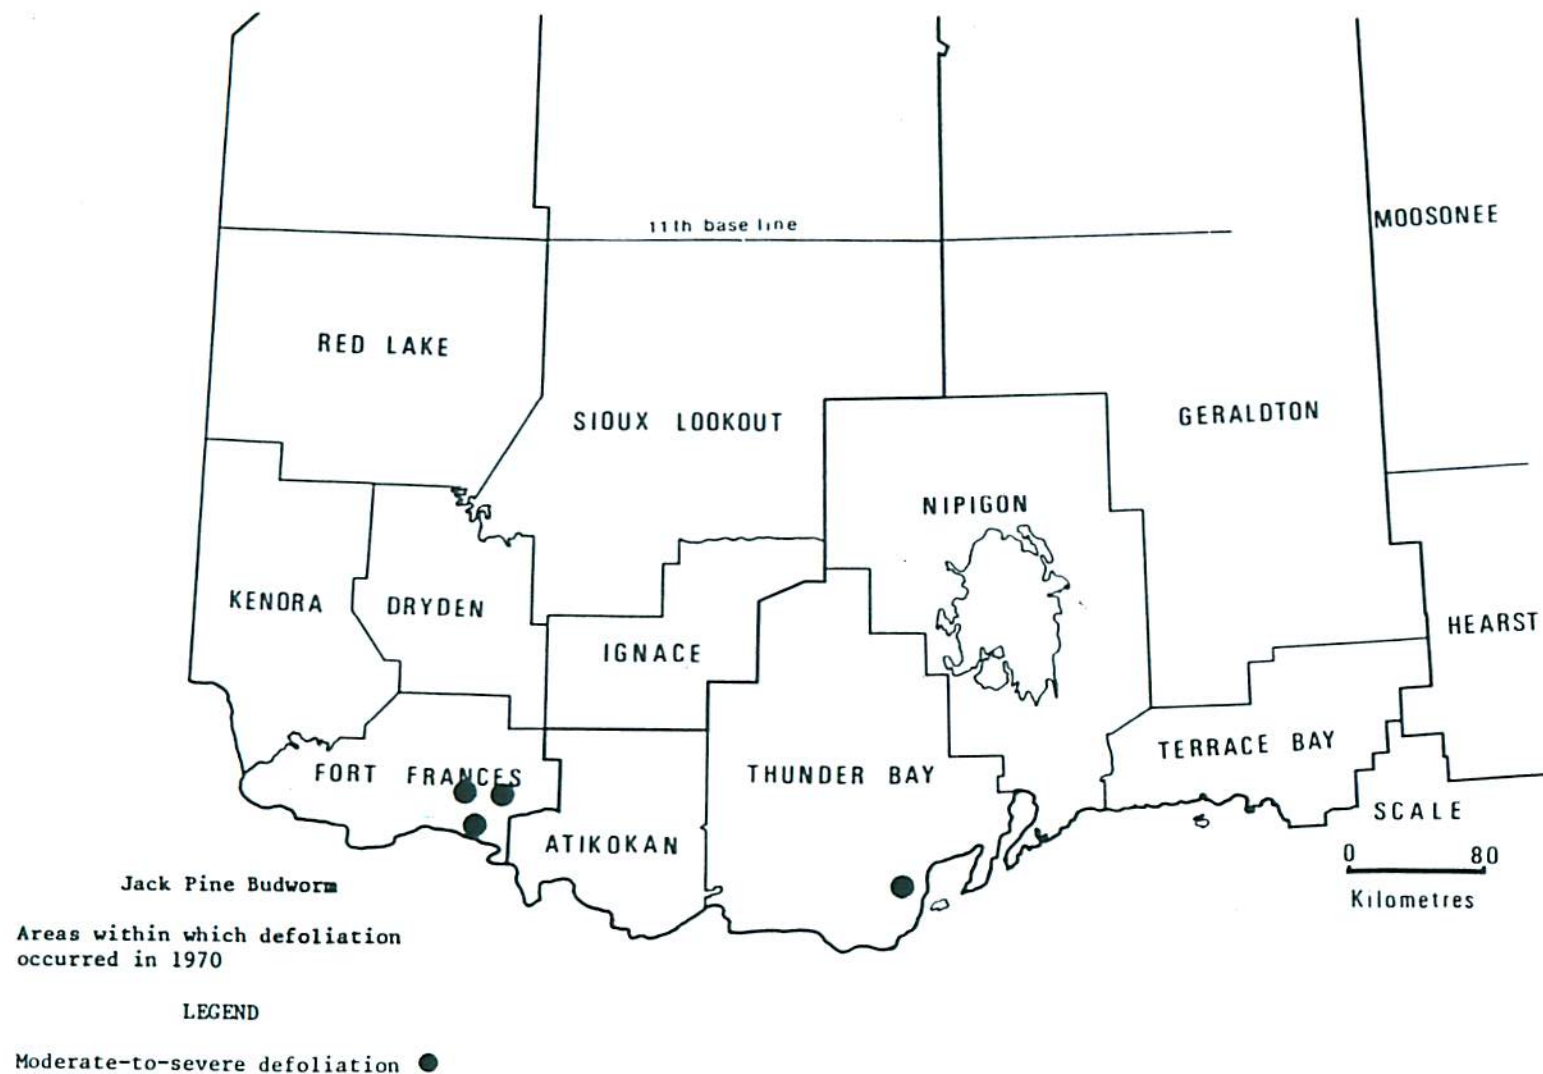 11th base line
MOOSONEE
RED LAKE
SIOUX LOOKOUT
GERALDTON
NIPIGON
KENORA
DRYDEN
IGNACE
HEARST
FORT FRANCES
THUNDER BAY
TERRACE BAY
ATIKOKAN
SCALE
0 80
Kilometres
Jack Pine Budworm
Areas within which defoliation
occurred in 1970
LEGEND
Moderate-to-severe defoliation